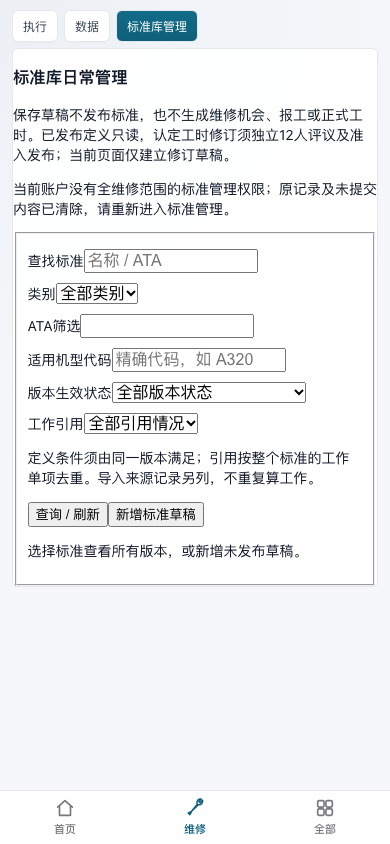 执行 数据 标准库管理
标准库日常管理
保存草稿不发布标准，也不生成维修机会、报工或正式工
时。已发布定义只读，认定工时修订须独立12人评议及准
入发布；当前页面仅建立修订草稿。
当前账户没有全维修范围的标准管理权限；原记录及未提交
内容已清除，请重新进入标准管理。
查找标准 名称 / ATA
类别 全部类别
ATA筛选
适用机型代码 精确代码，如 A320
版本生效状态 全部版本状态
工作引用 全部引用情况
定义条件须由同一版本满足；引用按整个标准的工作
单项去重。导入来源记录另列，不重复算工作。
查询 / 刷新 新增标准草稿
选择标准查看所有版本，或新增未发布草稿。
首页 维修 全部